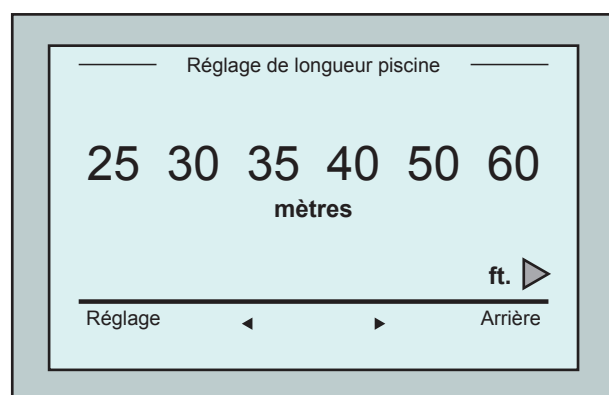 Réglage de longueur piscine
25 30 35 40 50 60
mètres
ft.
Réglage Arrière